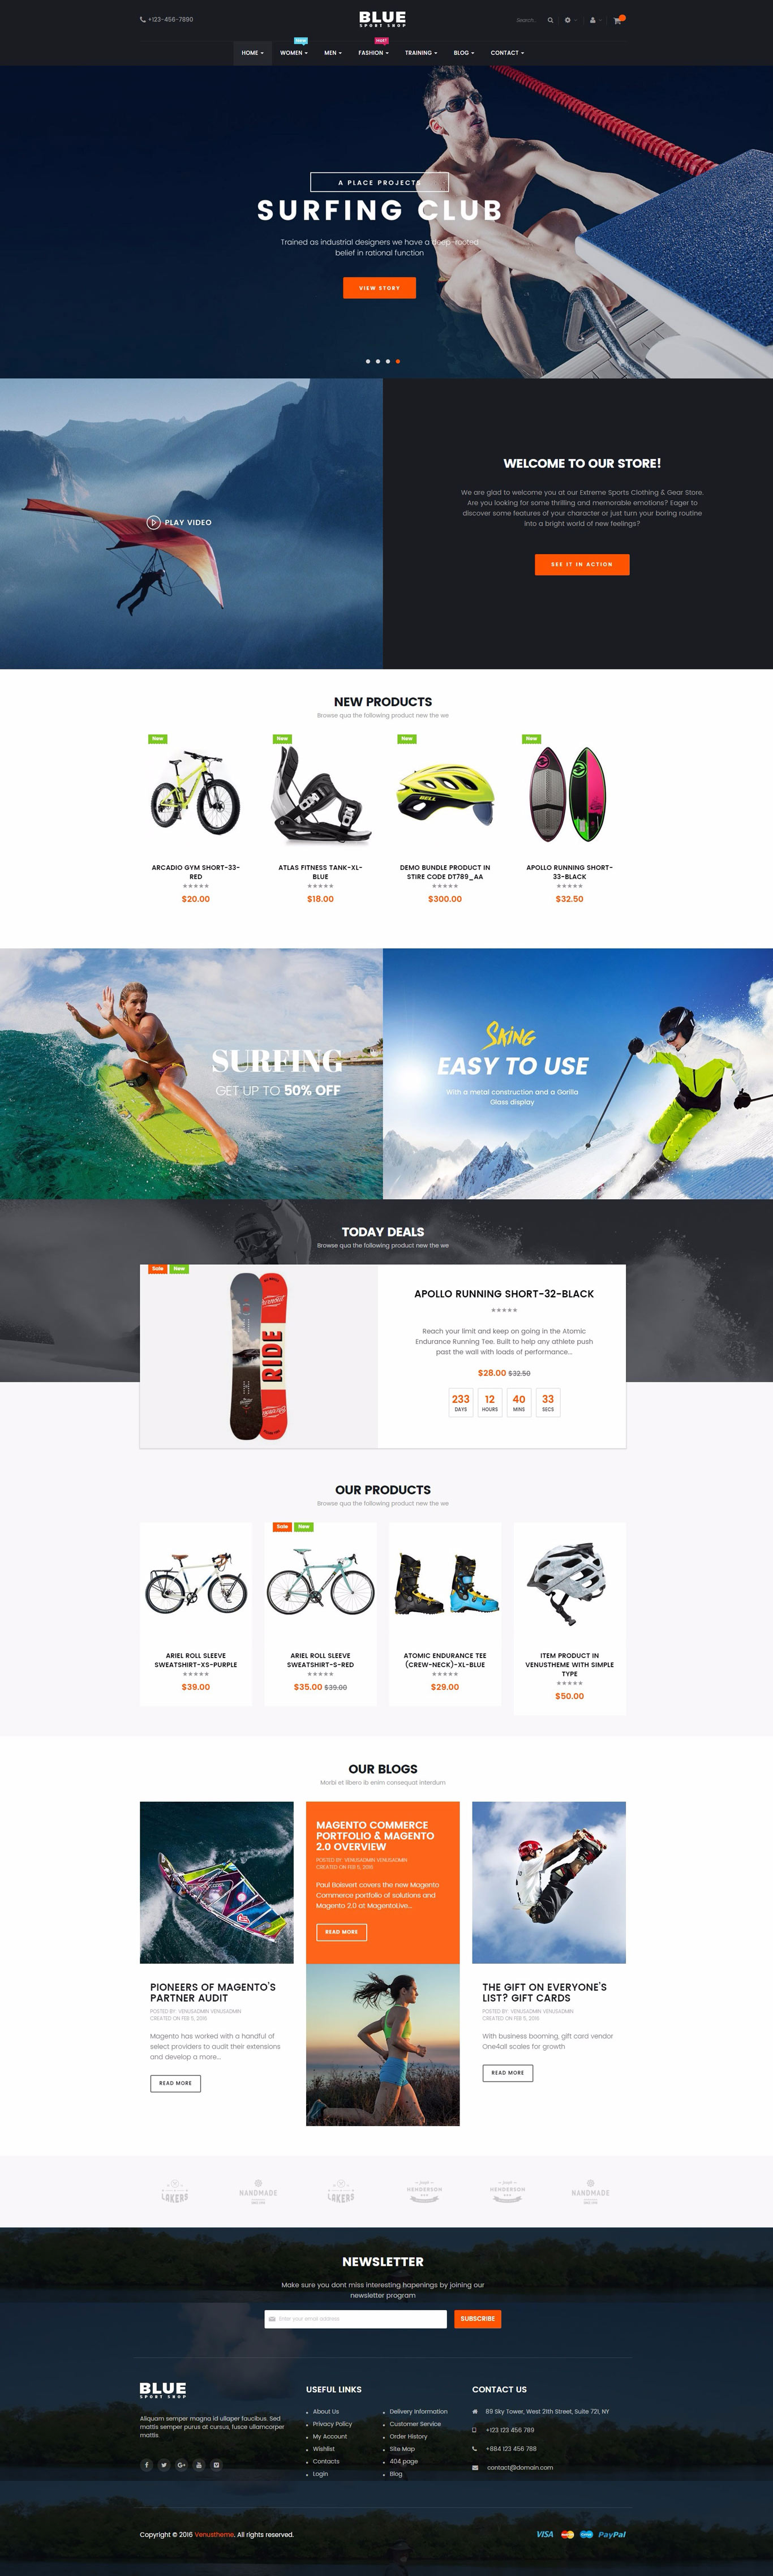 +123-456-7890
BLUE
SPORT SHOP
Search...
HOME
WOMEN
MEN
FASHION
HOT!
TRAINING
BLOG
CONTACT
A PLACE PROJECTS
SURFING CLUB
Trained as industrial designers we have a deep-rooted
belief in rational function
VIEW STORY
PLAY VIDEO
WELCOME TO OUR STORE!
We are glad to welcome you at our Extreme Sports Clothing & Gear Store.
Are you looking for some thrilling and memorable emotions? Eager to
discover some features of your character or just turn your boring routine
into a bright world of new feelings?
SEE IT IN ACTION
NEW PRODUCTS
Browse qua the following product new the we
New
New
New
New
BELL
ARCADIO GYM SHORT-33-
RED
$20.00
ATLAS FITNESS TANK-XL-
BLUE
$18.00
DEMO BUNDLE PRODUCT IN
STIRE CODE DT789_AA
$300.00
APOLLO RUNNING SHORT-
33-BLACK
$32.50
SURFING
GET UP TO 50% OFF
SKING
EASY TO USE
With a metal construction and a Gorilla
Glass display
TODAY DEALS
Browse qua the following product new the we
Sale
New
RIDE
APOLLO RUNNING SHORT-32-BLACK
Reach your limit and keep on going in the Atomic
Endurance Running Tee. Built to help any athlete push
past the wall with loads of performance...
$28.00 $32.50
233 12 40 33
DAYS HOURS MINS SECS
OUR PRODUCTS
Browse qua the following product new the we
Sale
New
ARIEL ROLL SLEEVE
SWEATSHIRT-XS-PURPLE
$39.00
ARIEL ROLL SLEEVE
SWEATSHIRT-S-RED
$35.00 $39.00
ATOMIC ENDURANCE TEE
(CREW-NECK)-XL-BLUE
$29.00
ITEM PRODUCT IN
VENUSTHEME WITH SIMPLE
TYPE
$50.00
OUR BLOGS
Morbi et libero ib enim consequat interdum
PIONEERS OF MAGENTO'S
PARTNER AUDIT
POSTED BY: VENUSADMIN VENUSADMIN
CREATED ON FEB 5, 2016
Magento has worked with a handful of
select providers to audit their extensions
and develop a more...
READ MORE
MAGENTO COMMERCE
PORTFOLIO & MAGENTO
2.0 OVERVIEW
POSTED BY: VENUSADMIN VENUSADMIN
CREATED ON FEB 5, 2016
Paul Boisvert covers the new Magento
Commerce portfolio of solutions and
Magento 2.0 at MagentoLive...
READ MORE
THE GIFT ON EVERYONE'S
LIST? GIFT CARDS
POSTED BY: VENUSADMIN VENUSADMIN
CREATED ON FEB 5, 2016
With business booming, gift card vendor
One4all scales for growth
READ MORE
LAKERS
HANDMADE
LAKERS
HENDERSON
HENDERSON
HANDMADE
NEWSLETTER
Make sure you dont miss interesting hapenings by joining our
newsletter program
Enter your email address
SUBSCRIBE
BLUE
SPORT SHOP
Aliquam semper magna id ullaper faucibus. Sed
mattis semper purus at cursus, fusce ullamcorper
mattis.
USEFUL LINKS
About Us
Privacy Policy
My Account
Wishlist
Contacts
Login
Delivery Information
Customer Service
Order History
Site Map
404 page
Blog
CONTACT US
89 Sky Tower, West 21th Street, Suite 721, NY
+123 123 456 789
+884 123 456 788
contact@domain.com
Copyright © 2016 Venustheme. All rights reserved.
VISA
PayPal